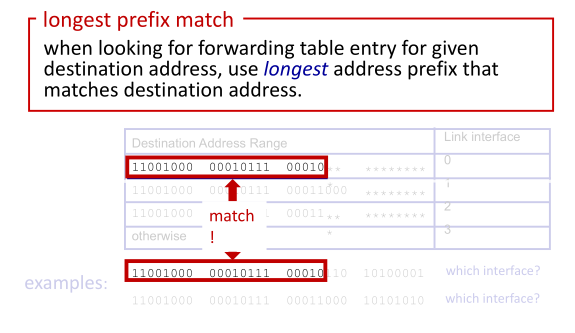 longest prefix match
when looking for forwarding table entry for given
destination address, use longest address prefix that
matches destination address.
Destination Address Range Link interface
11001000 00010111 00010*** ******** 0
11001000 00010111 00011000 ******** 1
11001000 1 00011*** ******** 2
match
!
otherwise 3
examples:
11001000 00010111 00010110 10100001 which interface?
11001000 00010111 00011000 10101010 which interface?